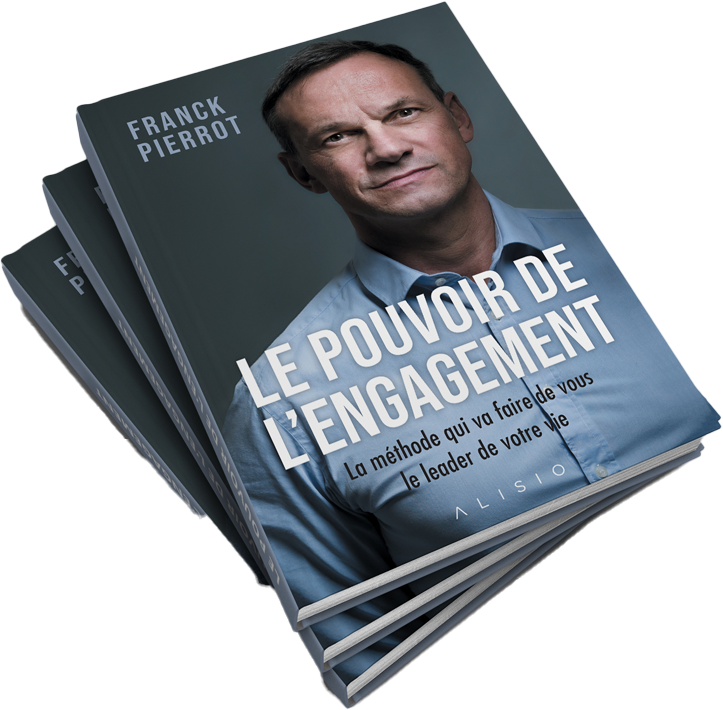 FRANCK
PIERROT
LE POUVOIR DE
L'ENGAGEMENT
La méthode qui va faire de vous
le leader de votre vie
ALISIO